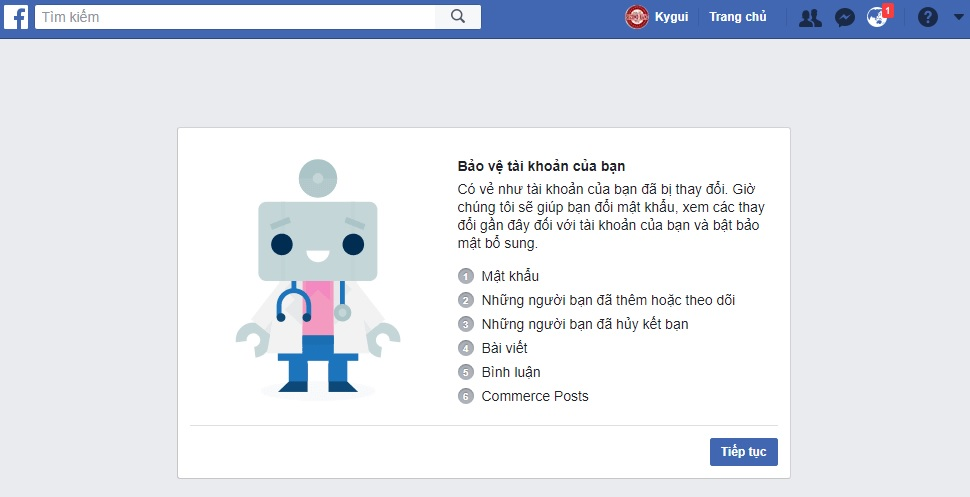 Tìm kiếm
Kygui
Trang chủ
1
?
Bảo vệ tài khoản của bạn
Có vẻ như tài khoản của bạn đã bị thay đổi. Giờ
chúng tôi sẽ giúp bạn đổi mật khẩu, xem các thay
đổi gần đây đối với tài khoản của bạn và bật bảo
mật bổ sung.
1 Mật khẩu
2 Những người bạn đã thêm hoặc theo dõi
3 Những người bạn đã hủy kết bạn
4 Bài viết
5 Bình luận
6 Commerce Posts
Tiếp tục